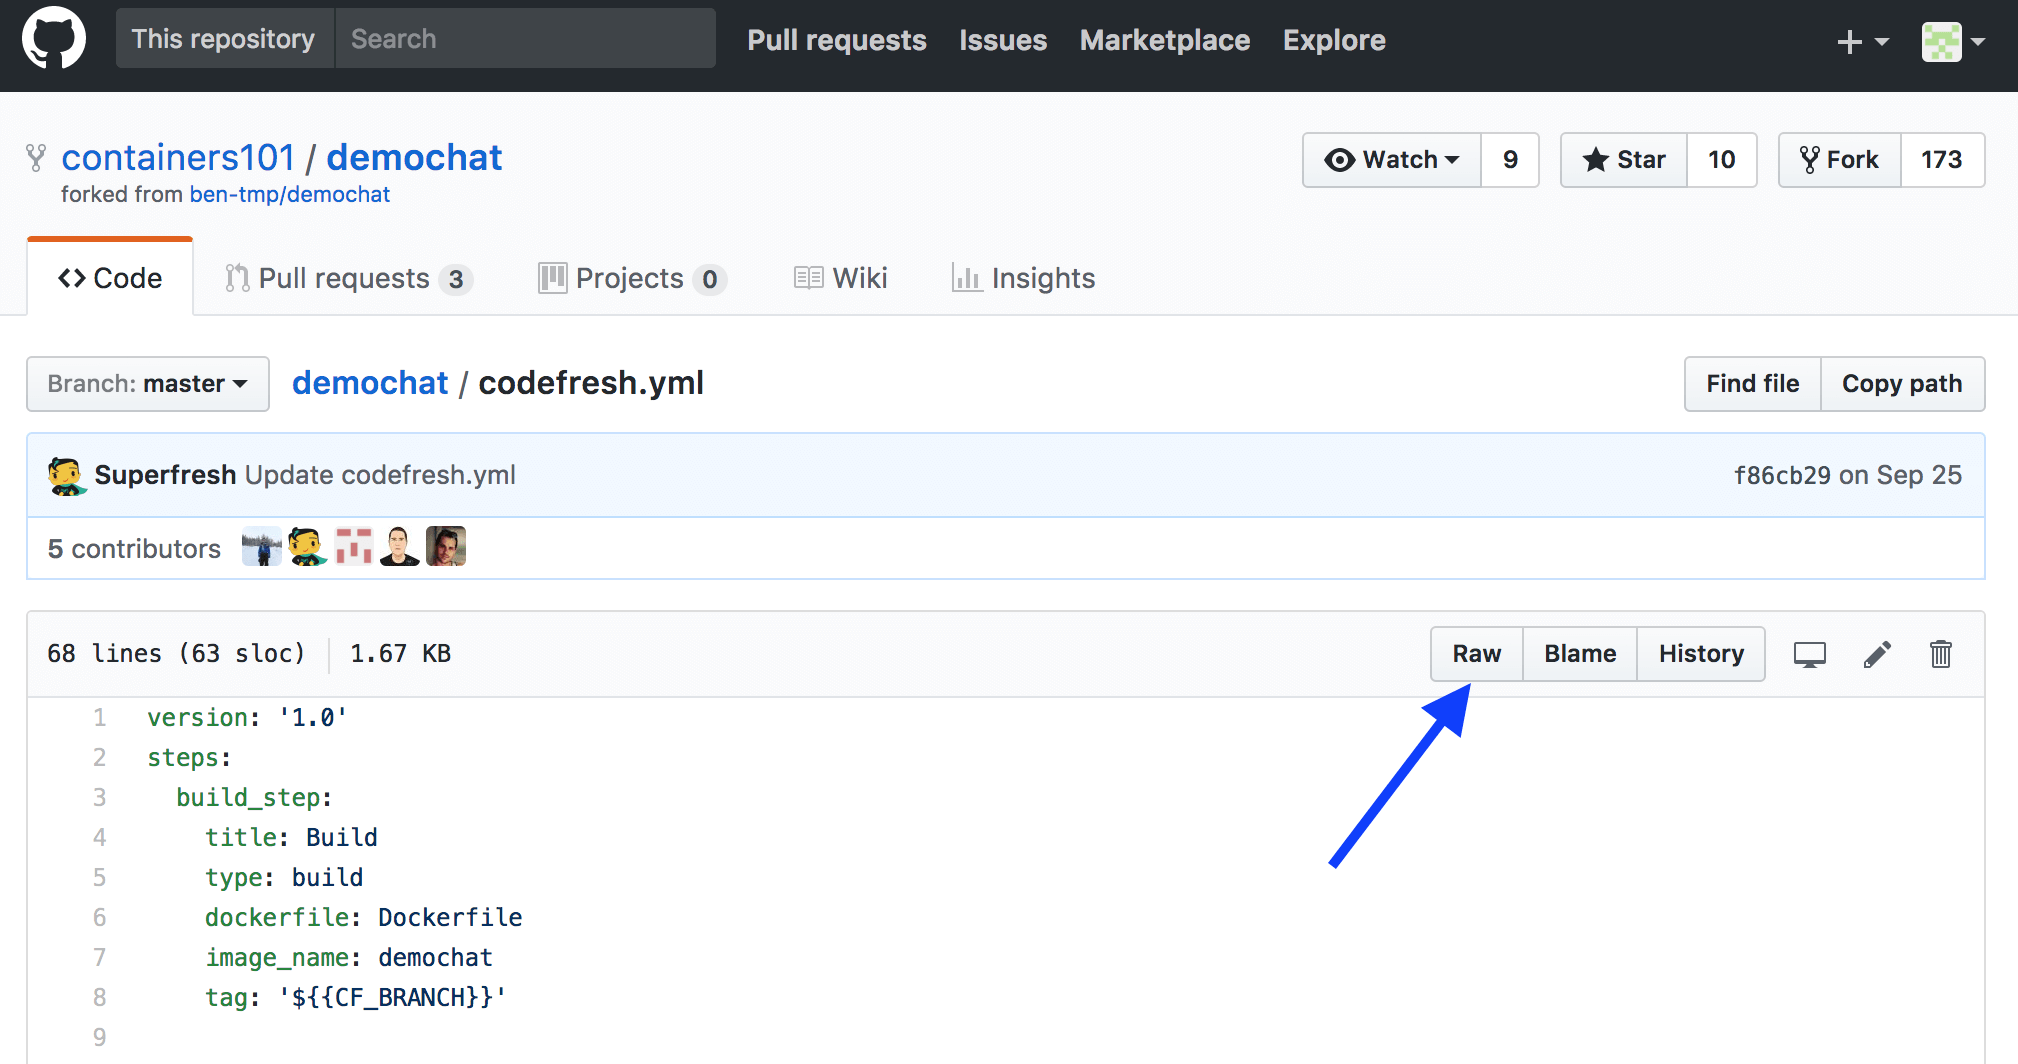 This repository Search Pull requests Issues Marketplace Explore
containers101 / demochat Watch 9 Star 10 Fork 173
forked from ben-tmp/demochat
Code Pull requests 3 Projects 0 Wiki Insights
Branch: master demochat / codefresh.yml Find file Copy path
Superfresh Update codefresh.yml f86cb29 on Sep 25
5 contributors
68 lines (63 sloc) 1.67 KB Raw Blame History
1 version: '1.0'
2 steps:
3 build_step:
4 title: Build
5 type: build
6 dockerfile: Dockerfile
7 image_name: demochat
8 tag: '${{CF_BRANCH}}'
9